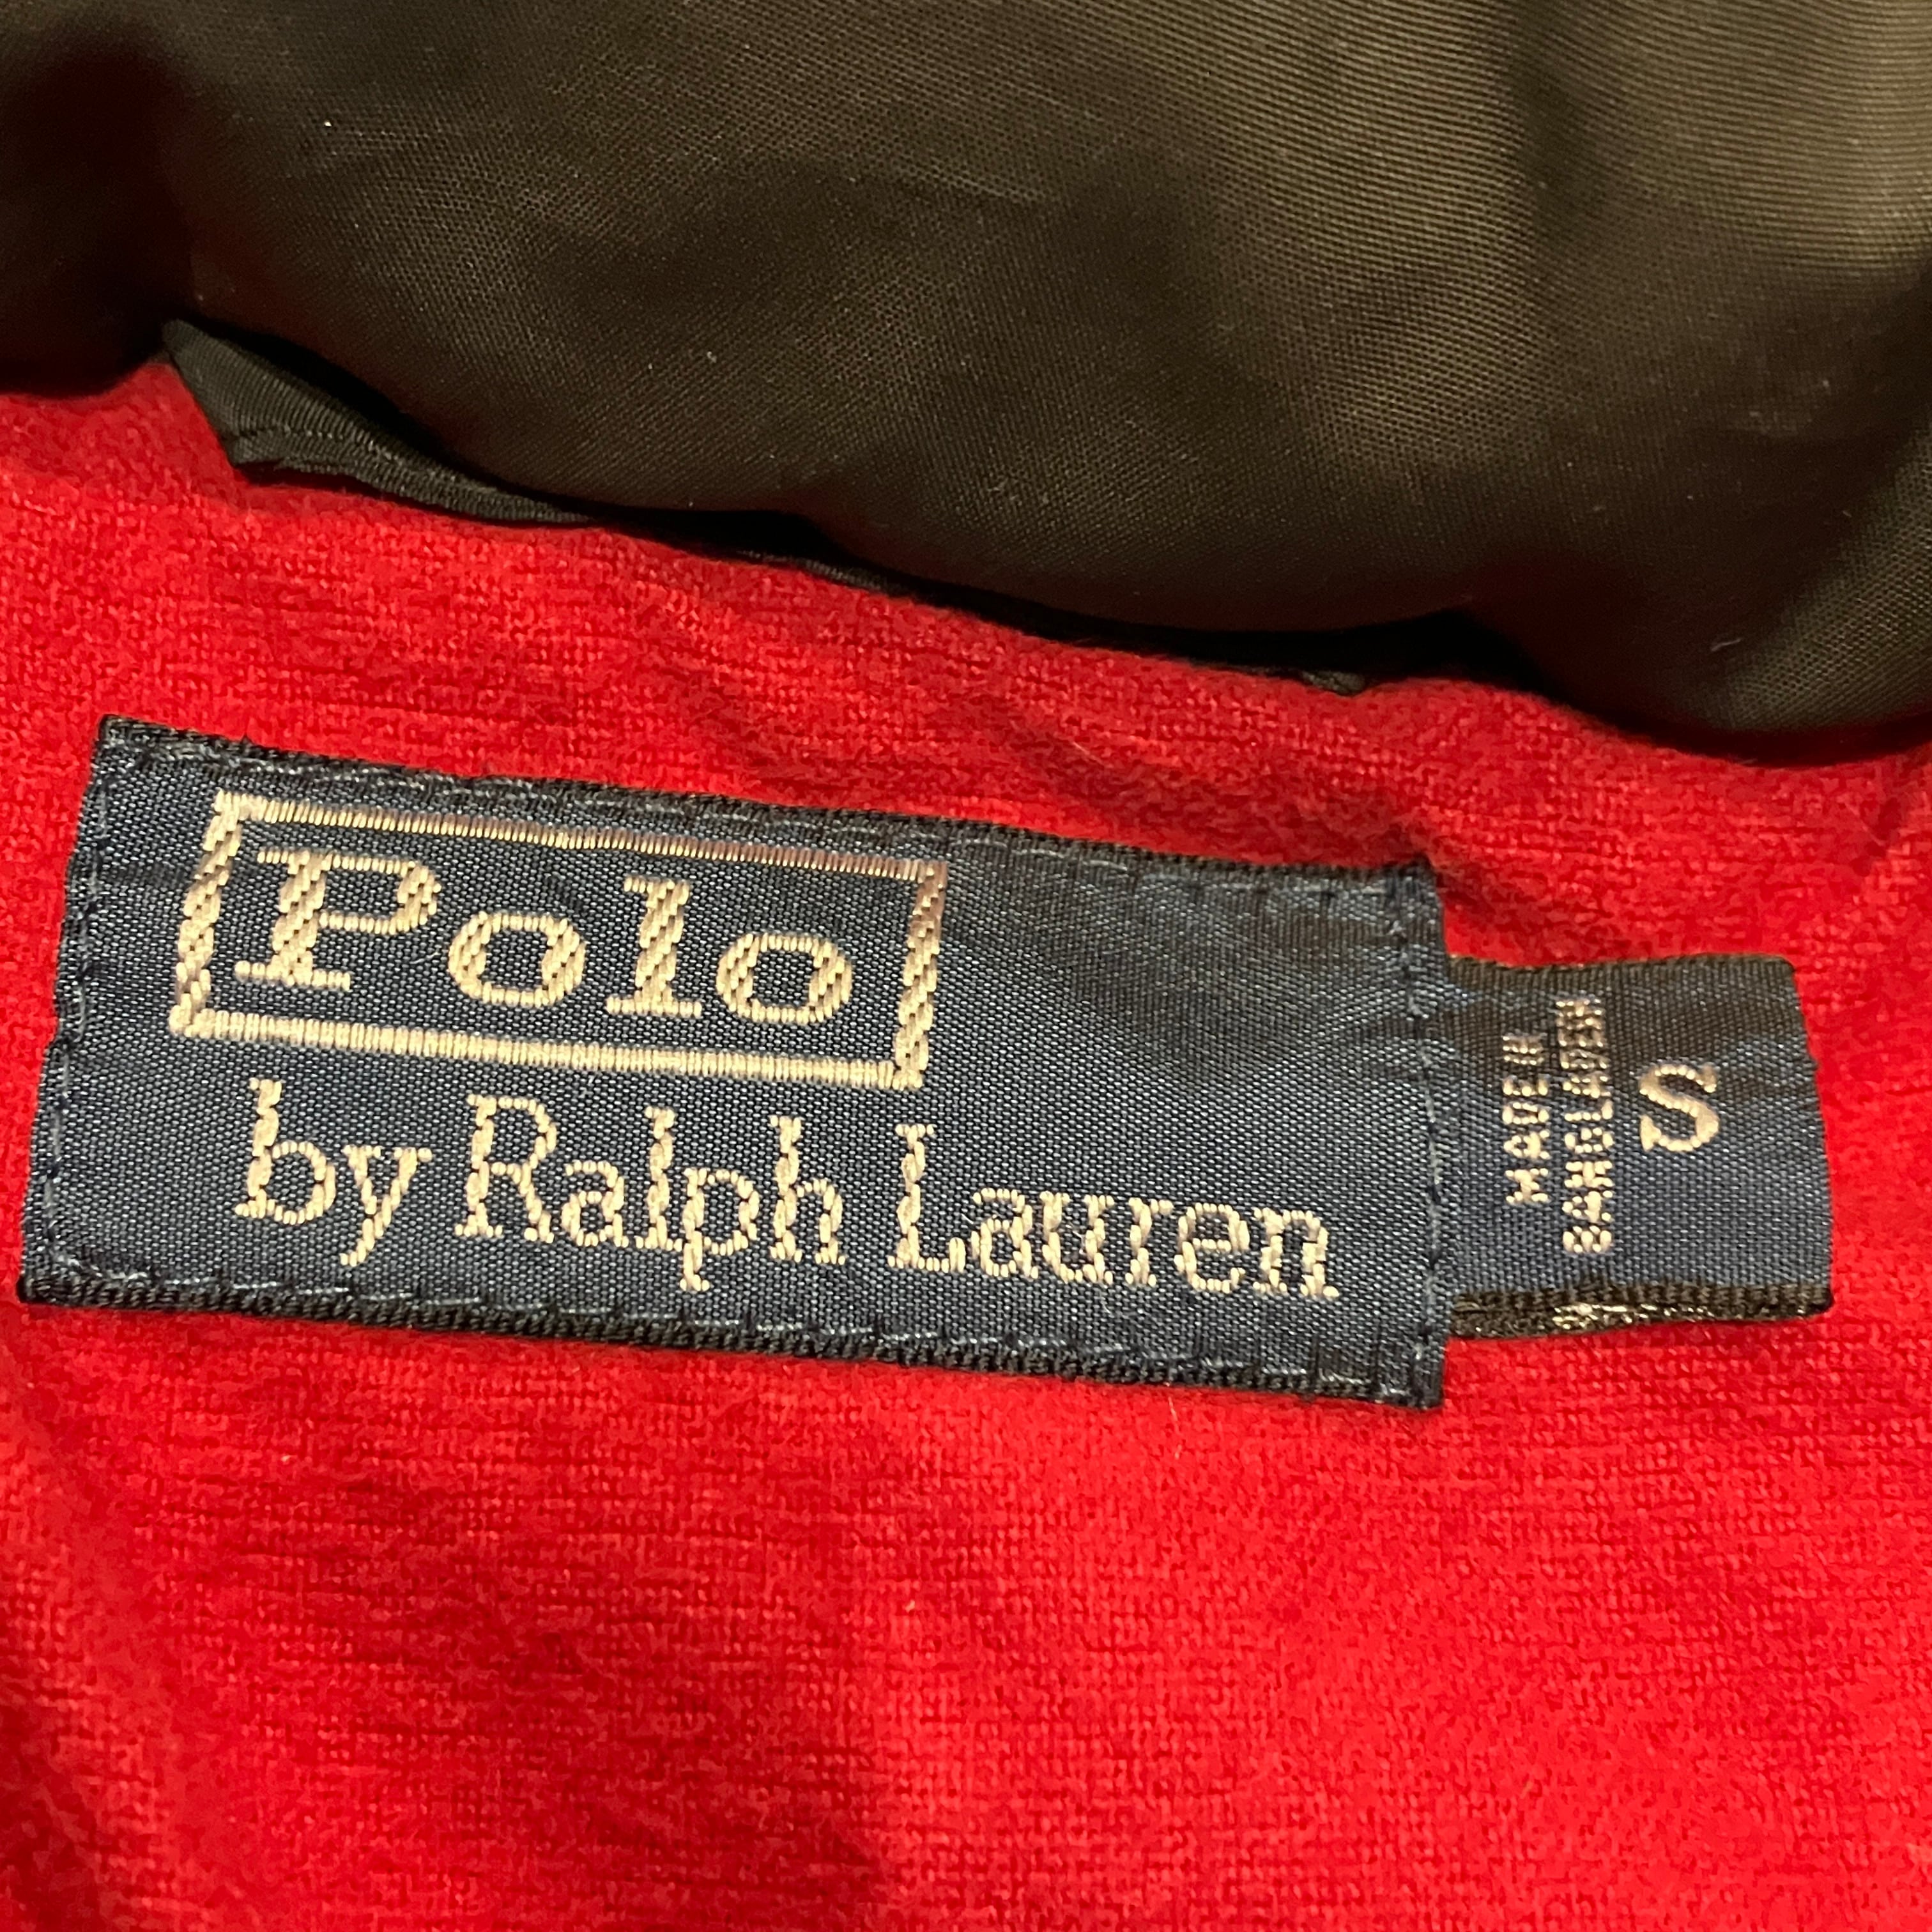 Polo
by Ralph Lauren
MADE IN
BANGLADESH
S